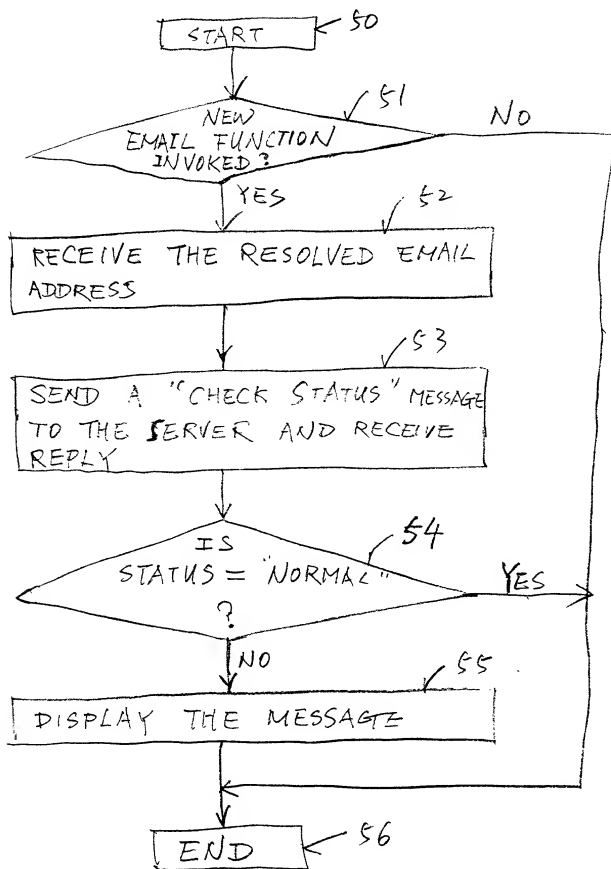 START
50
51
NEW
EMAIL FUNCTION
INVOKED?
NO
YES
52
RECEIVE THE RESOLVED EMAIL
ADDRESS
53
SEND A "CHECK STATUS" MESSAGE
TO THE SERVER AND RECEIVE
REPLY
54
IS
STATUS = "NORMAL"
?
YES
NO
55
DISPLAY THE MESSAGE
END
56